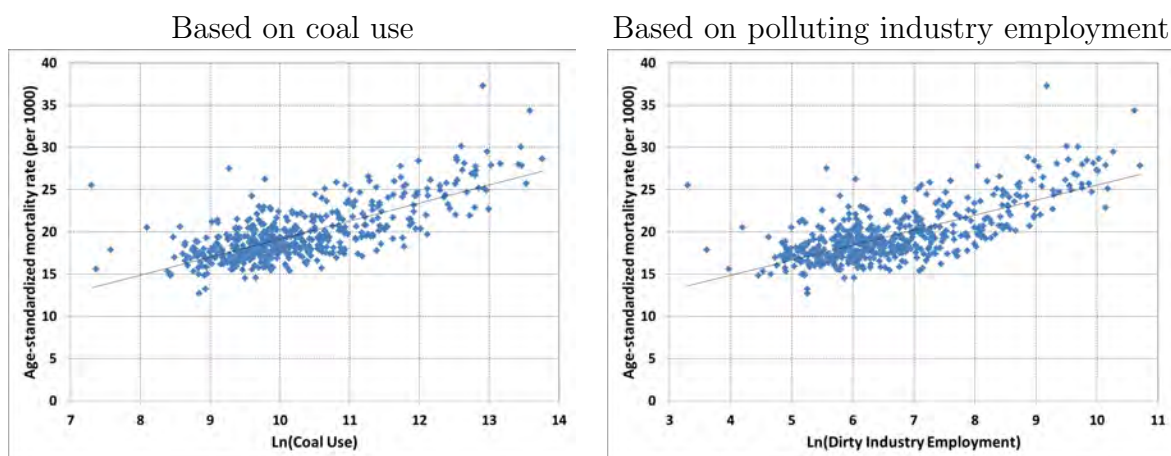 Based on coal use
Based on polluting industry employment
Age-standardized mortality rate (per 1000)
40
35
30
25
20
15
10
5
0
7 8 9 10 11 12 13 14
Ln(Coal Use)
Age-standardized mortality rate (per 1000)
40
35
30
25
20
15
10
5
0
3 4 5 6 7 8 9 10 11
Ln(Dirty Industry Employment)